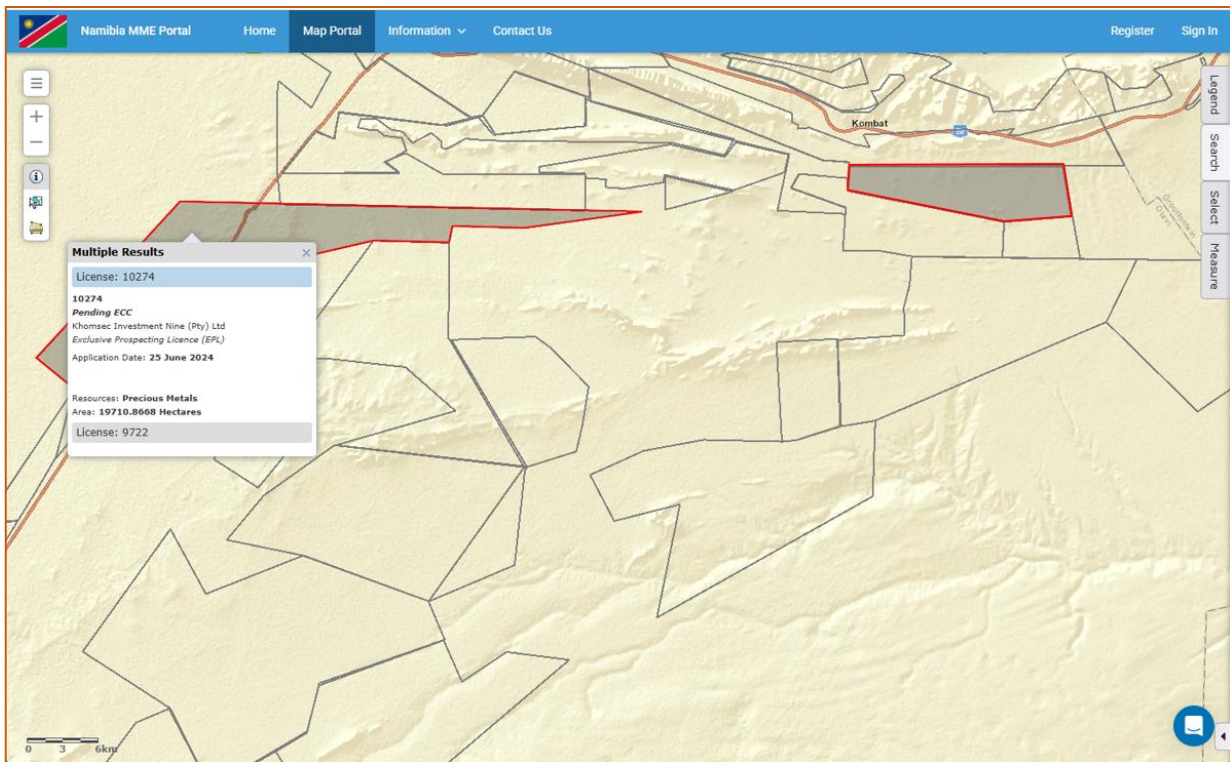 Namibia MME Portal
Home
Map Portal
Information
Contact Us
Register
Sign In
Legend
Search
Select
Measure
Kombat
Grootfontein
Otavi
Multiple Results
License: 10274
10274
Pending ECC
Khomsec Investment Nine (Pty) Ltd
Exclusive Prospecting Licence (EPL)
Application Date: 25 June 2024
Resources: Precious Metals
Area: 19710.8668 Hectares
License: 9722
0 3 6km